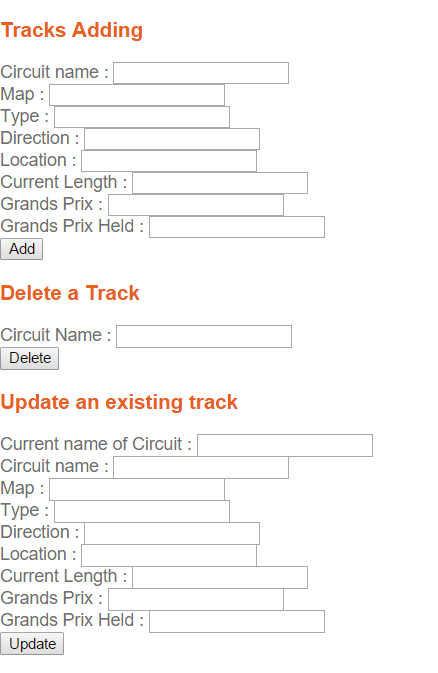 Tracks Adding
Circuit name :
Map :
Type :
Direction :
Location :
Current Length :
Grands Prix :
Grands Prix Held :
Add
Delete a Track
Circuit Name :
Delete
Update an existing track
Current name of Circuit :
Circuit name :
Map :
Type :
Direction :
Location :
Current Length :
Grands Prix :
Grands Prix Held :
Update